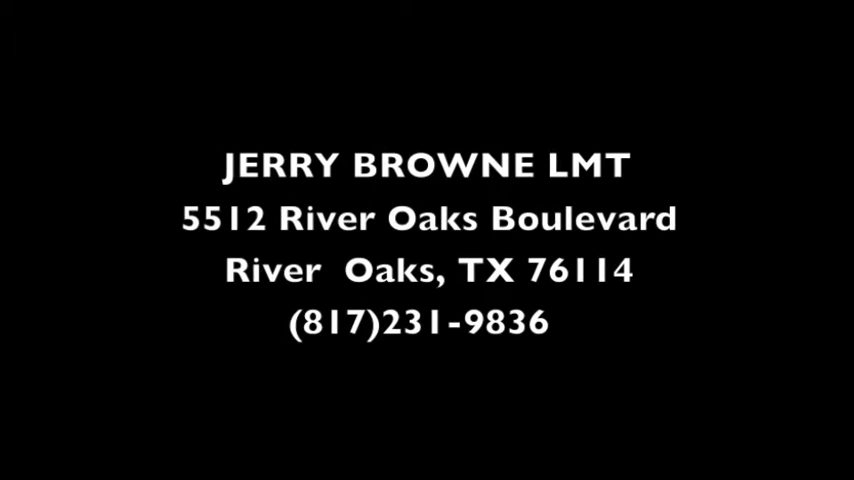 JERRY BROWNE LMT
5512 River Oaks Boulevard
River  Oaks, TX 76114
(817)231-9836